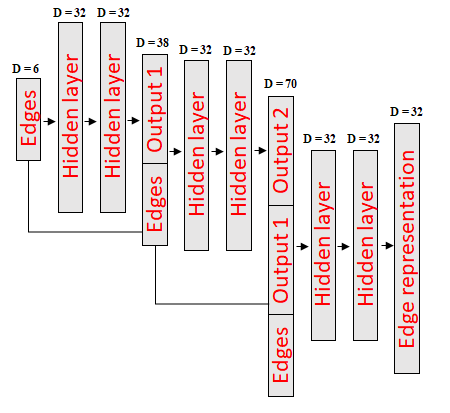 D = 6
Edges
D = 32
Hidden layer
D = 32
Hidden layer
D = 38
Output 1
Edges
D = 32
Hidden layer
D = 32
Hidden layer
D = 70
Output 2
Output 1
Edges
D = 32
Hidden layer
D = 32
Hidden layer
D = 32
Edge representation